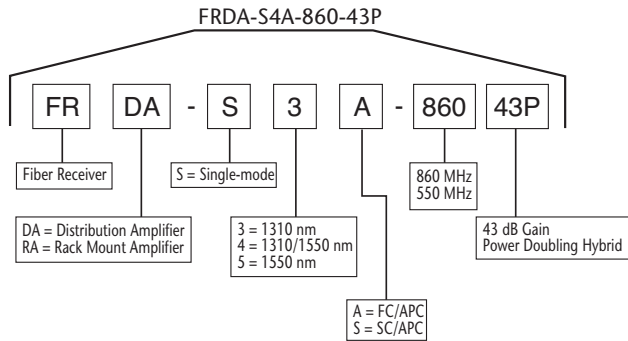 FRDA-S4A-860-43P
FR DA - S 3 A - 860 43P
Fiber Receiver
S = Single-mode
860 MHz
550 MHz
DA = Distribution Amplifier
RA = Rack Mount Amplifier
3 = 1310 nm
4 = 1310/1550 nm
5 = 1550 nm
43 dB Gain
Power Doubling Hybrid
A = FC/APC
S = SC/APC